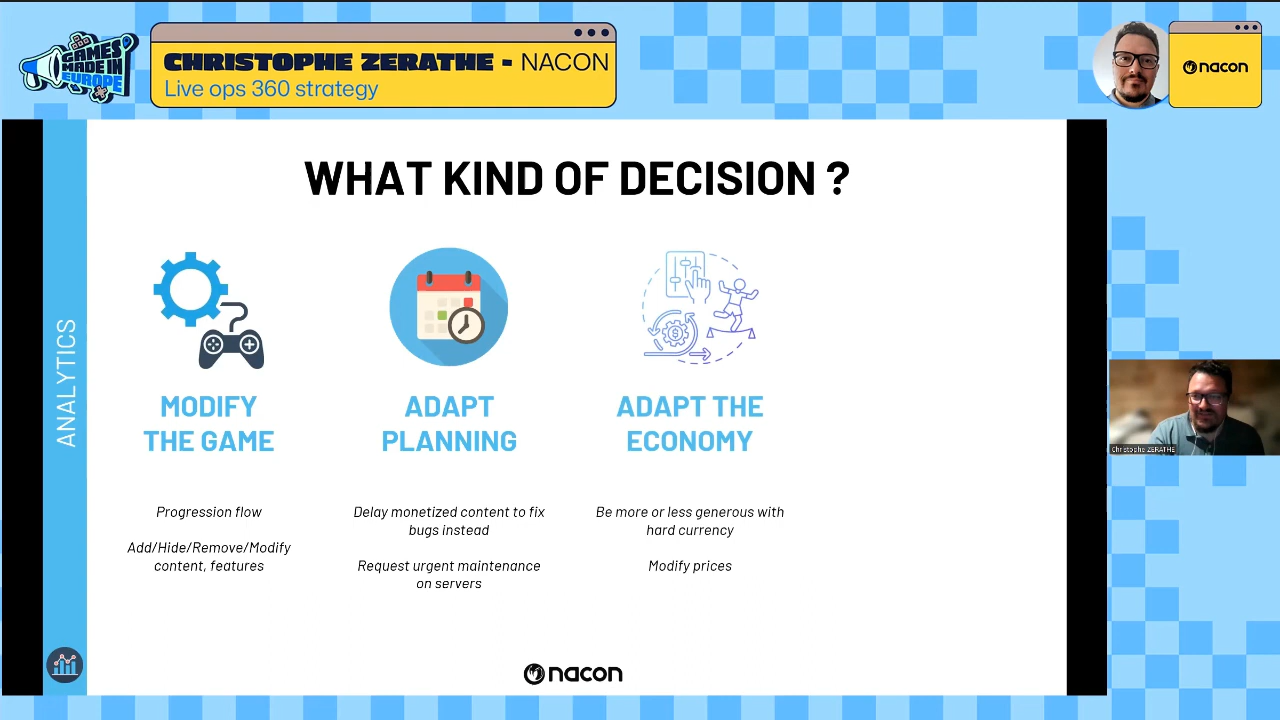 GAMES
MADE IN
EUROPE
CHRISTOPHE ZERATHE - NACON
Live ops 360 strategy
nacon
ANALYTICS
WHAT KIND OF DECISION ?
MODIFY
THE GAME
Progression flow
Add/Hide/Remove/Modify
content, features
ADAPT
PLANNING
Delay monetized content to fix
bugs instead
Request urgent maintenance
on servers
ADAPT THE
ECONOMY
Be more or less generous with
hard currency
Modify prices
nacon
Christophe ZERATHE